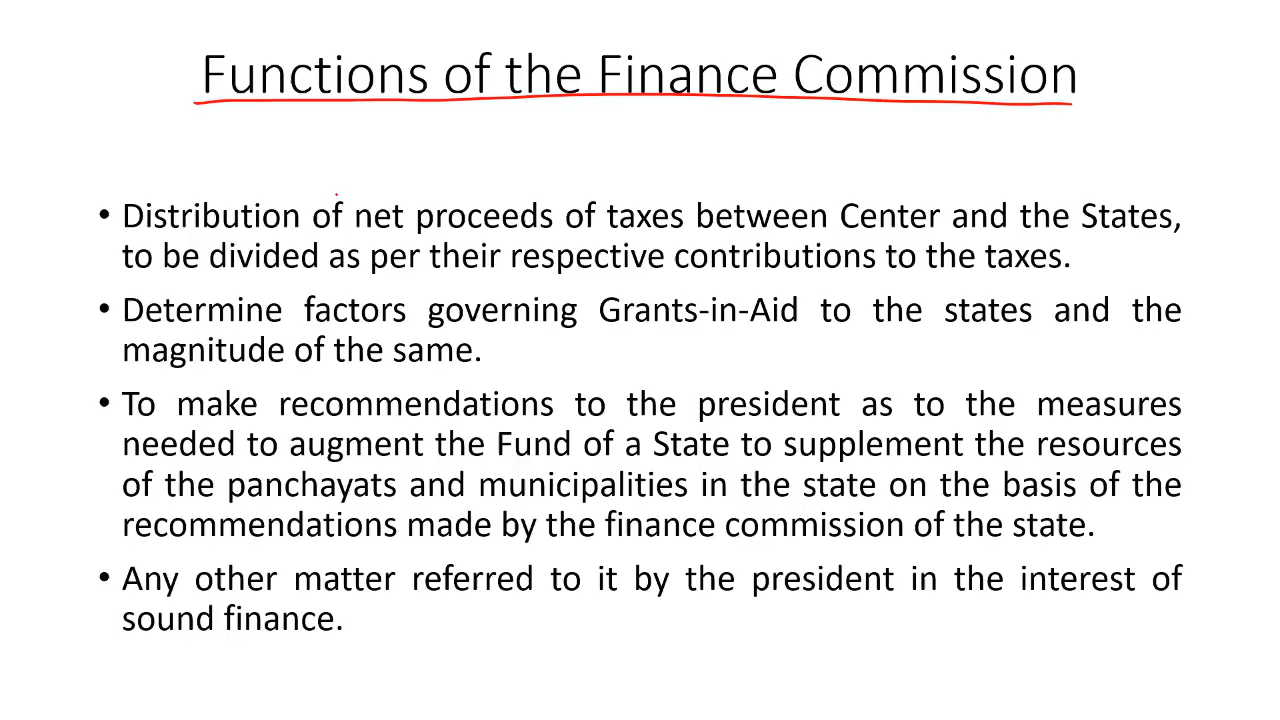 Functions of the Finance Commission
• Distribution of net proceeds of taxes between Center and the States,
to be divided as per their respective contributions to the taxes.
• Determine factors governing Grants-in-Aid to the states and the
magnitude of the same.
• To make recommendations to the president as to the measures
needed to augment the Fund of a State to supplement the resources
of the panchayats and municipalities in the state on the basis of the
recommendations made by the finance commission of the state.
• Any other matter referred to it by the president in the interest of
sound finance.